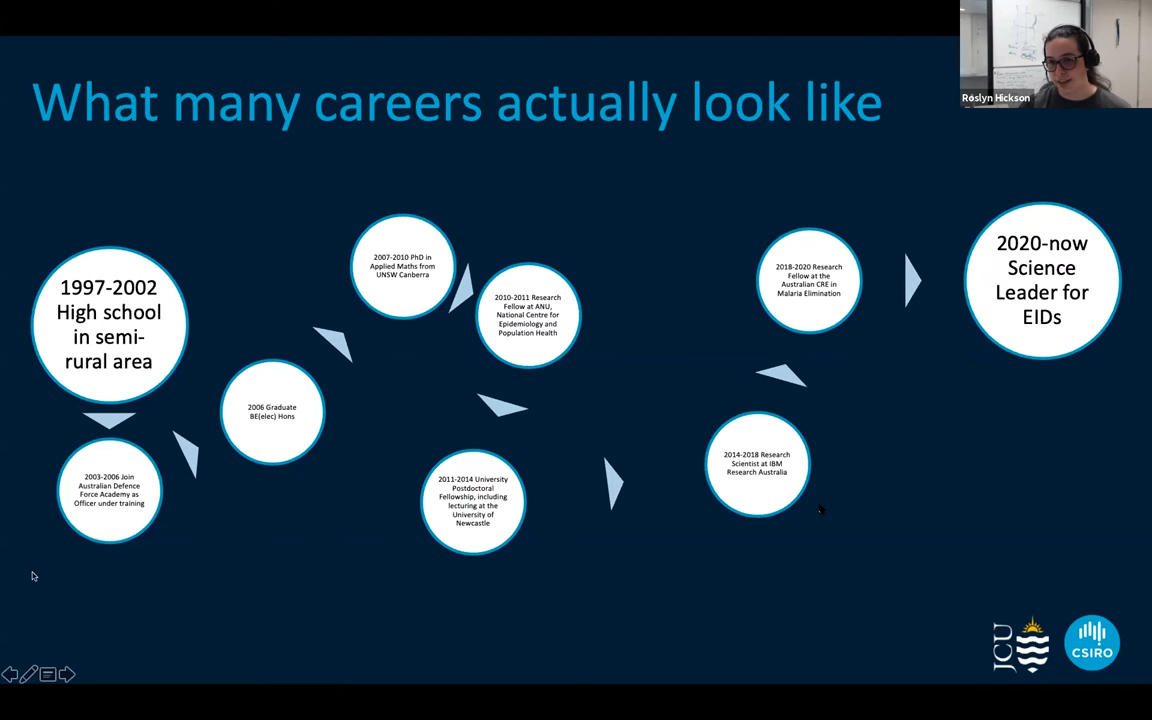 What many careers actually look like
Røslyn Hickson
1997-2002
High school
in semi-
rural area
2003-2006 Join
Australian Defence
Force Academy as
Officer under training
2006 Graduate
BE(elec) Hons
2007-2010 PhD in
Applied Maths from
UNSW Canberra
2010-2011 Research
Fellow at ANU,
National Centre for
Epidemiology and
Population Health
2011-2014 University
Postdoctoral
Fellowship, including
lecturing at the
University of
Newcastle
2014-2018 Research
Scientist at IBM
Research Australia
2018-2020 Research
Fellow at the
Australian CRE in
Malaria Elimination
2020-now
Science
Leader for
EIDs
JCU
CSIRO